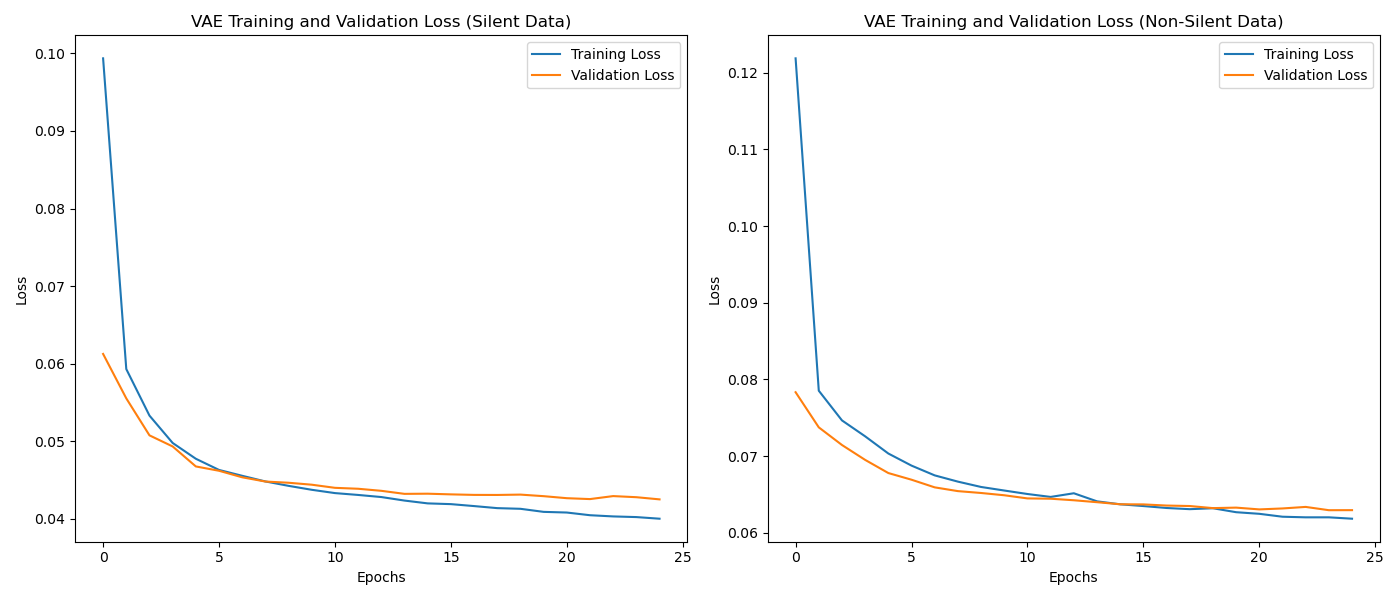 VAE Training and Validation Loss (Silent Data)
Training Loss
Validation Loss
0.10
0.09
0.08
0.07
0.06
0.05
0.04
Loss
0 5 10 15 20 25
Epochs
VAE Training and Validation Loss (Non-Silent Data)
Training Loss
Validation Loss
0.12
0.11
0.10
0.09
0.08
0.07
0.06
Loss
0 5 10 15 20 25
Epochs